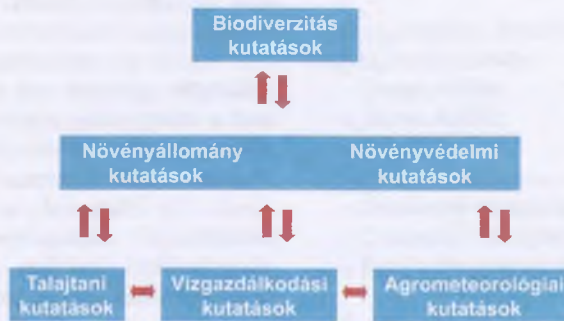 Biodiverzitás
kutatások
Növényállomány
kutatások
Növényvédelmi
kutatások
Talajtani
kutatások
Vízgazdálkodási
kutatások
Agrometeorológiai
kutatások